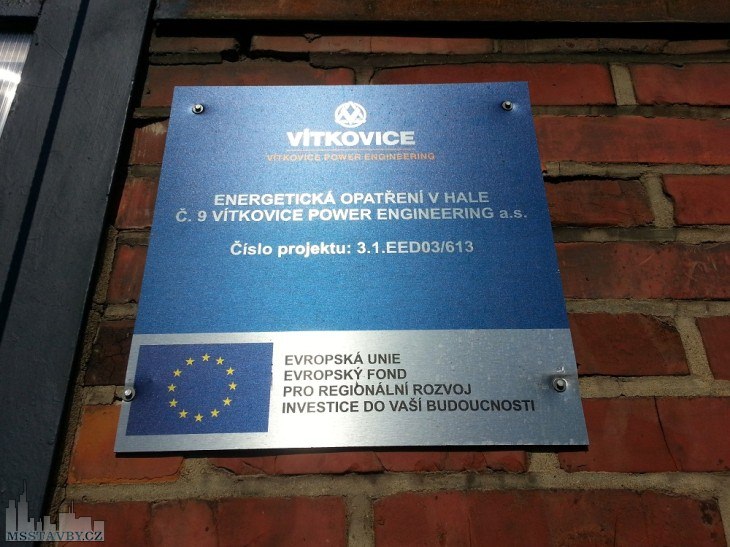 VÍTKOVICE
VÍTKOVICE POWER ENGINEERING
ENERGETICKÁ OPATŘENÍ V HALE
Č. 9 VÍTKOVICE POWER ENGINEERING a.s.
Číslo projektu: 3.1.EED03/613
EVROPSKÁ UNIE
EVROPSKÝ FOND
PRO REGIONÁLNÍ ROZVOJ
INVESTICE DO VAŠÍ BUDOUCNOSTI
MSSTAVBY.CZ